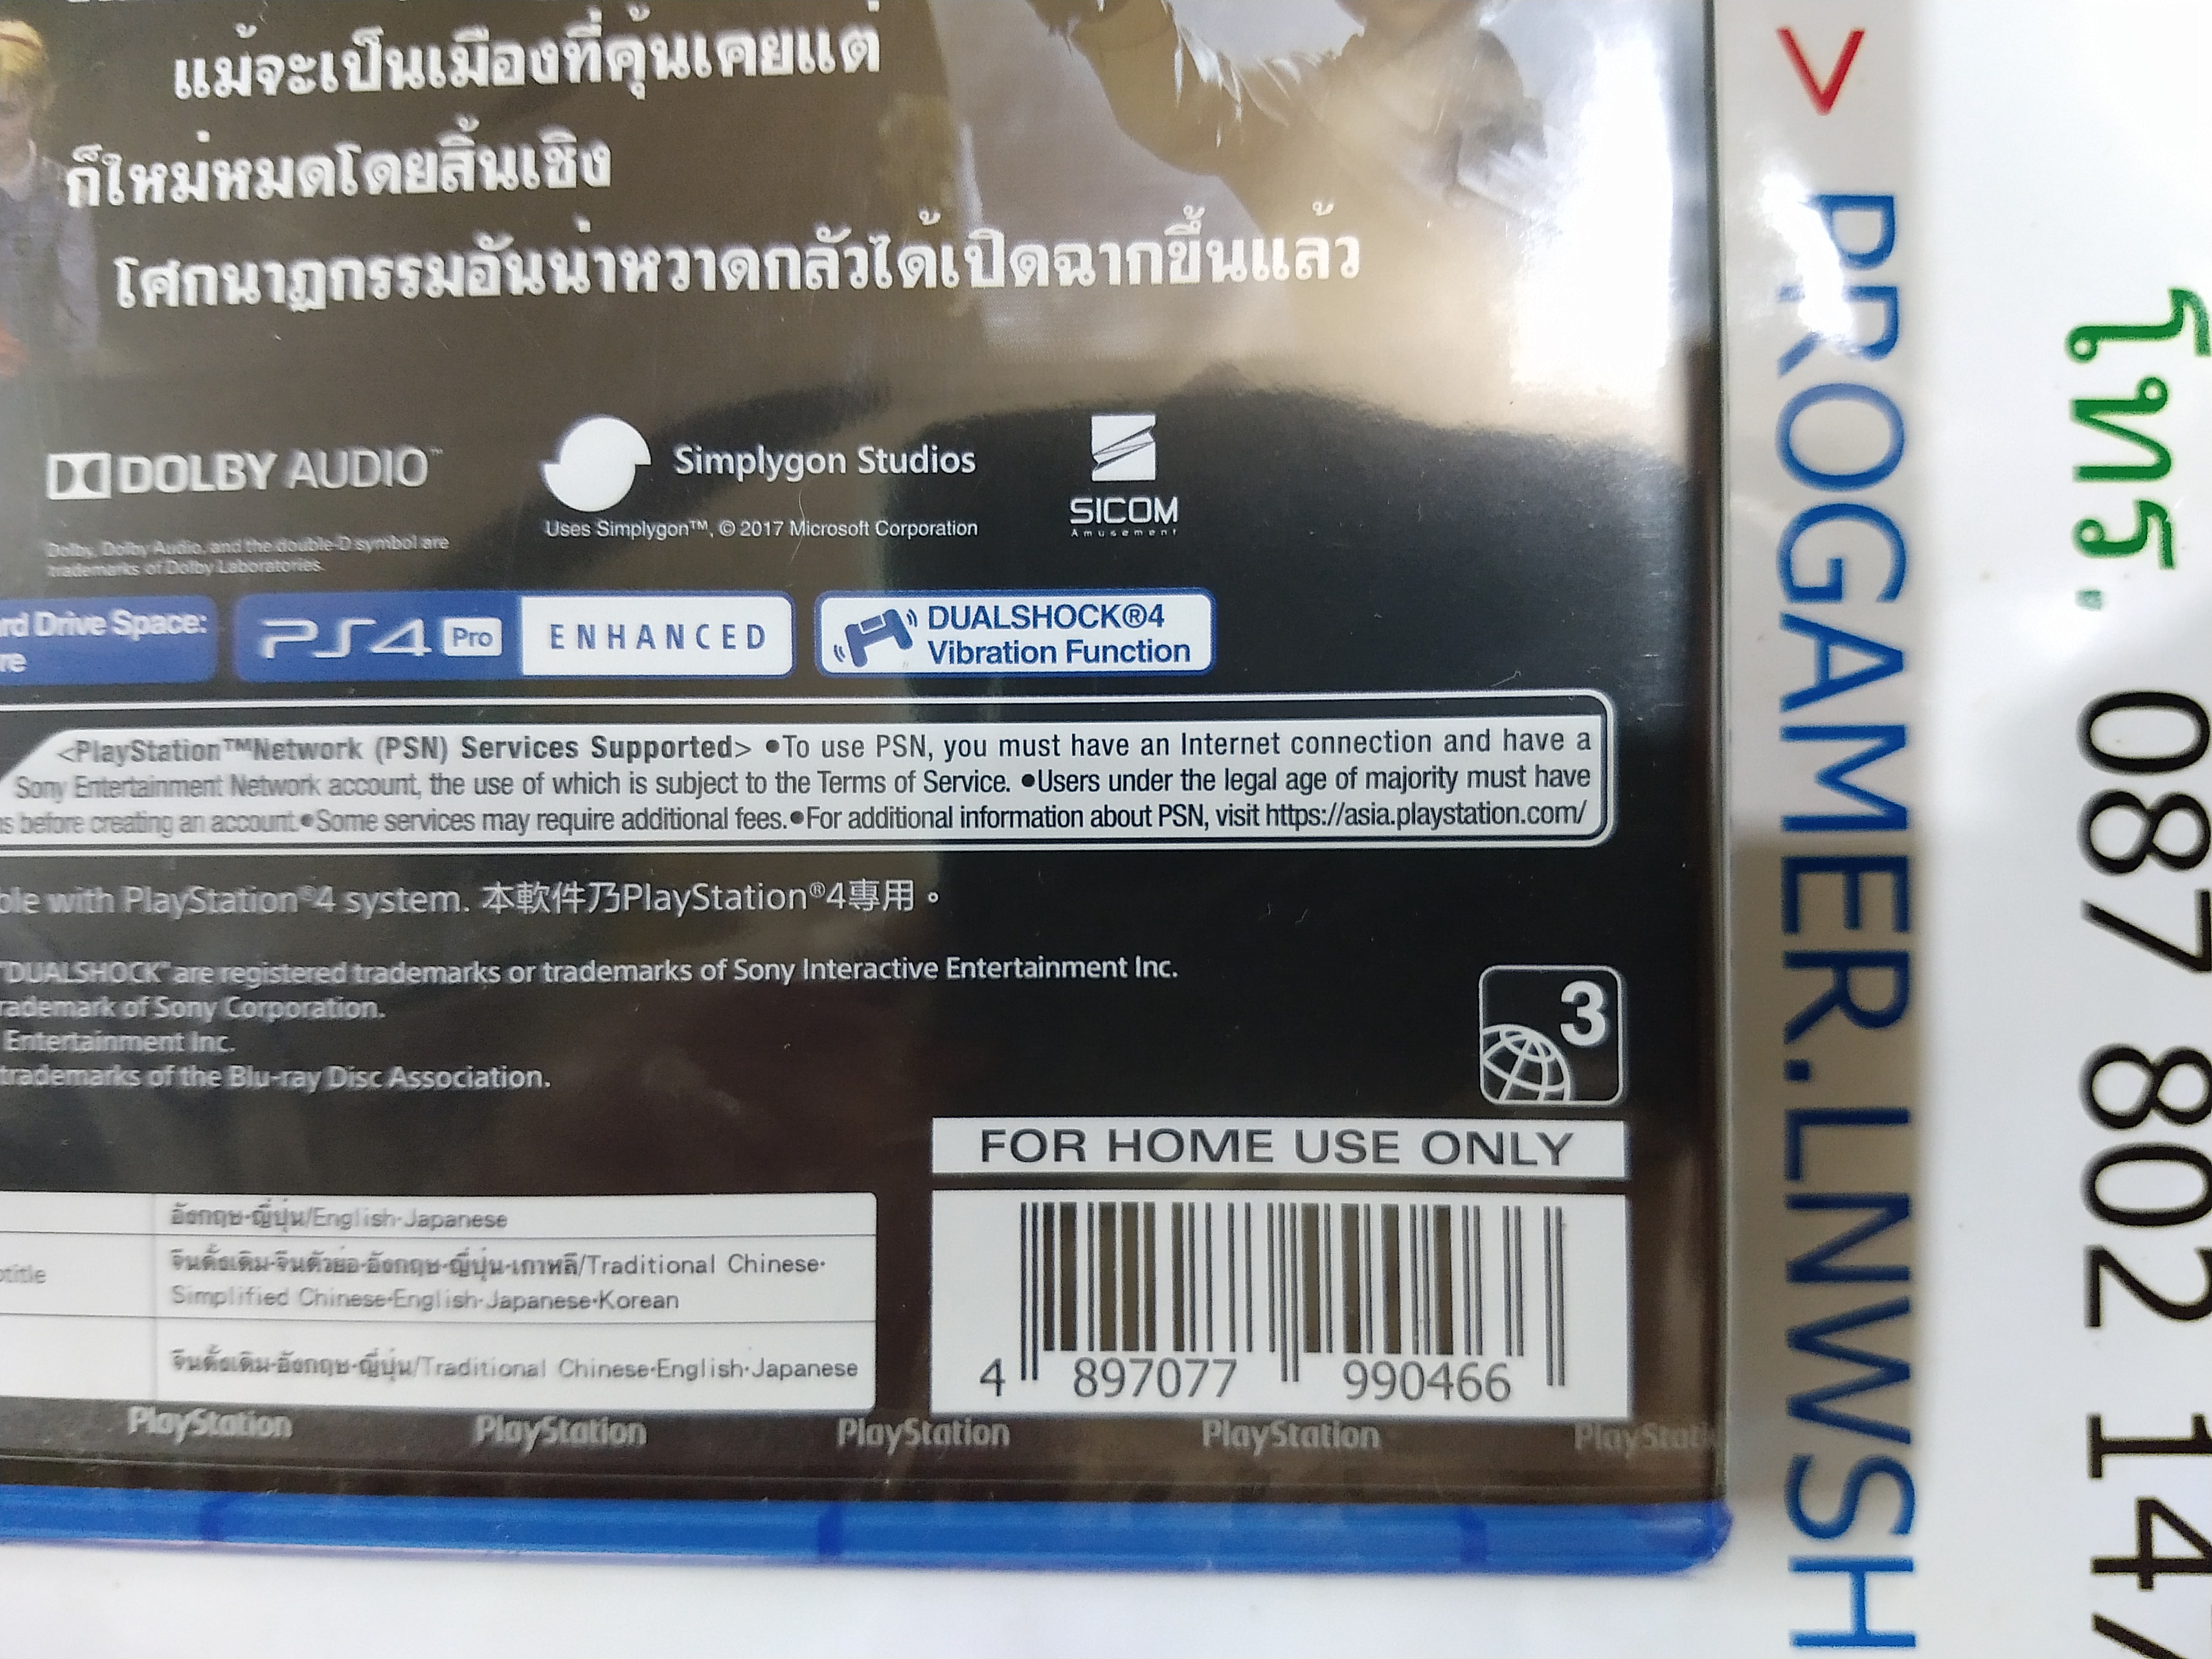 แม้จะเป็นเมืองที่คุ้นเคยแต่
ก็ใหม่หมดโดยสิ้นเชิง
โศกนาฏกรรมอันน่าหวาดกลัวได้เปิดฉากขึ้นแล้ว
DOLBY AUDIO™
Dolby, Dolby Audio, and the double-D symbol are
trademarks of Dolby Laboratories.
Simplygon Studios
Uses Simplygon™, © 2017 Microsoft Corporation
SICOM
Amusement
Drive Space:
PS4 Pro ENHANCED
DUALSHOCK®4
Vibration Function
<PlayStation™Network (PSN) Services Supported> ●To use PSN, you must have an Internet connection and have a
Sony Entertainment Network account, the use of which is subject to the Terms of Service. ●Users under the legal age of majority must have
before creating an account.●Some services may require additional fees.●For additional information about PSN, visit https://asia.playstation.com/
with PlayStation®4 system. 本軟件乃PlayStation®4專用。
"DUALSHOCK" are registered trademarks or trademarks of Sony Interactive Entertainment Inc.
of Sony Corporation.
Entertainment Inc.
trademarks of the Blu-ray Disc Association.
3
FOR HOME USE ONLY
อังกฤษ·ญี่ปุ่น/English·Japanese
จีนดั้งเดิม·จีนตัวย่อ·อังกฤษ·ญี่ปุ่น·เกาหลี/Traditional Chinese·
Simplified Chinese·English·Japanese·Korean
จีนดั้งเดิม·อังกฤษ·ญี่ปุ่น/Traditional Chinese·English·Japanese
4 897077 990466
PlayStation PlayStation PlayStation PlayStation
> PROGAMER.LNWSH
โทร. 087 802 147